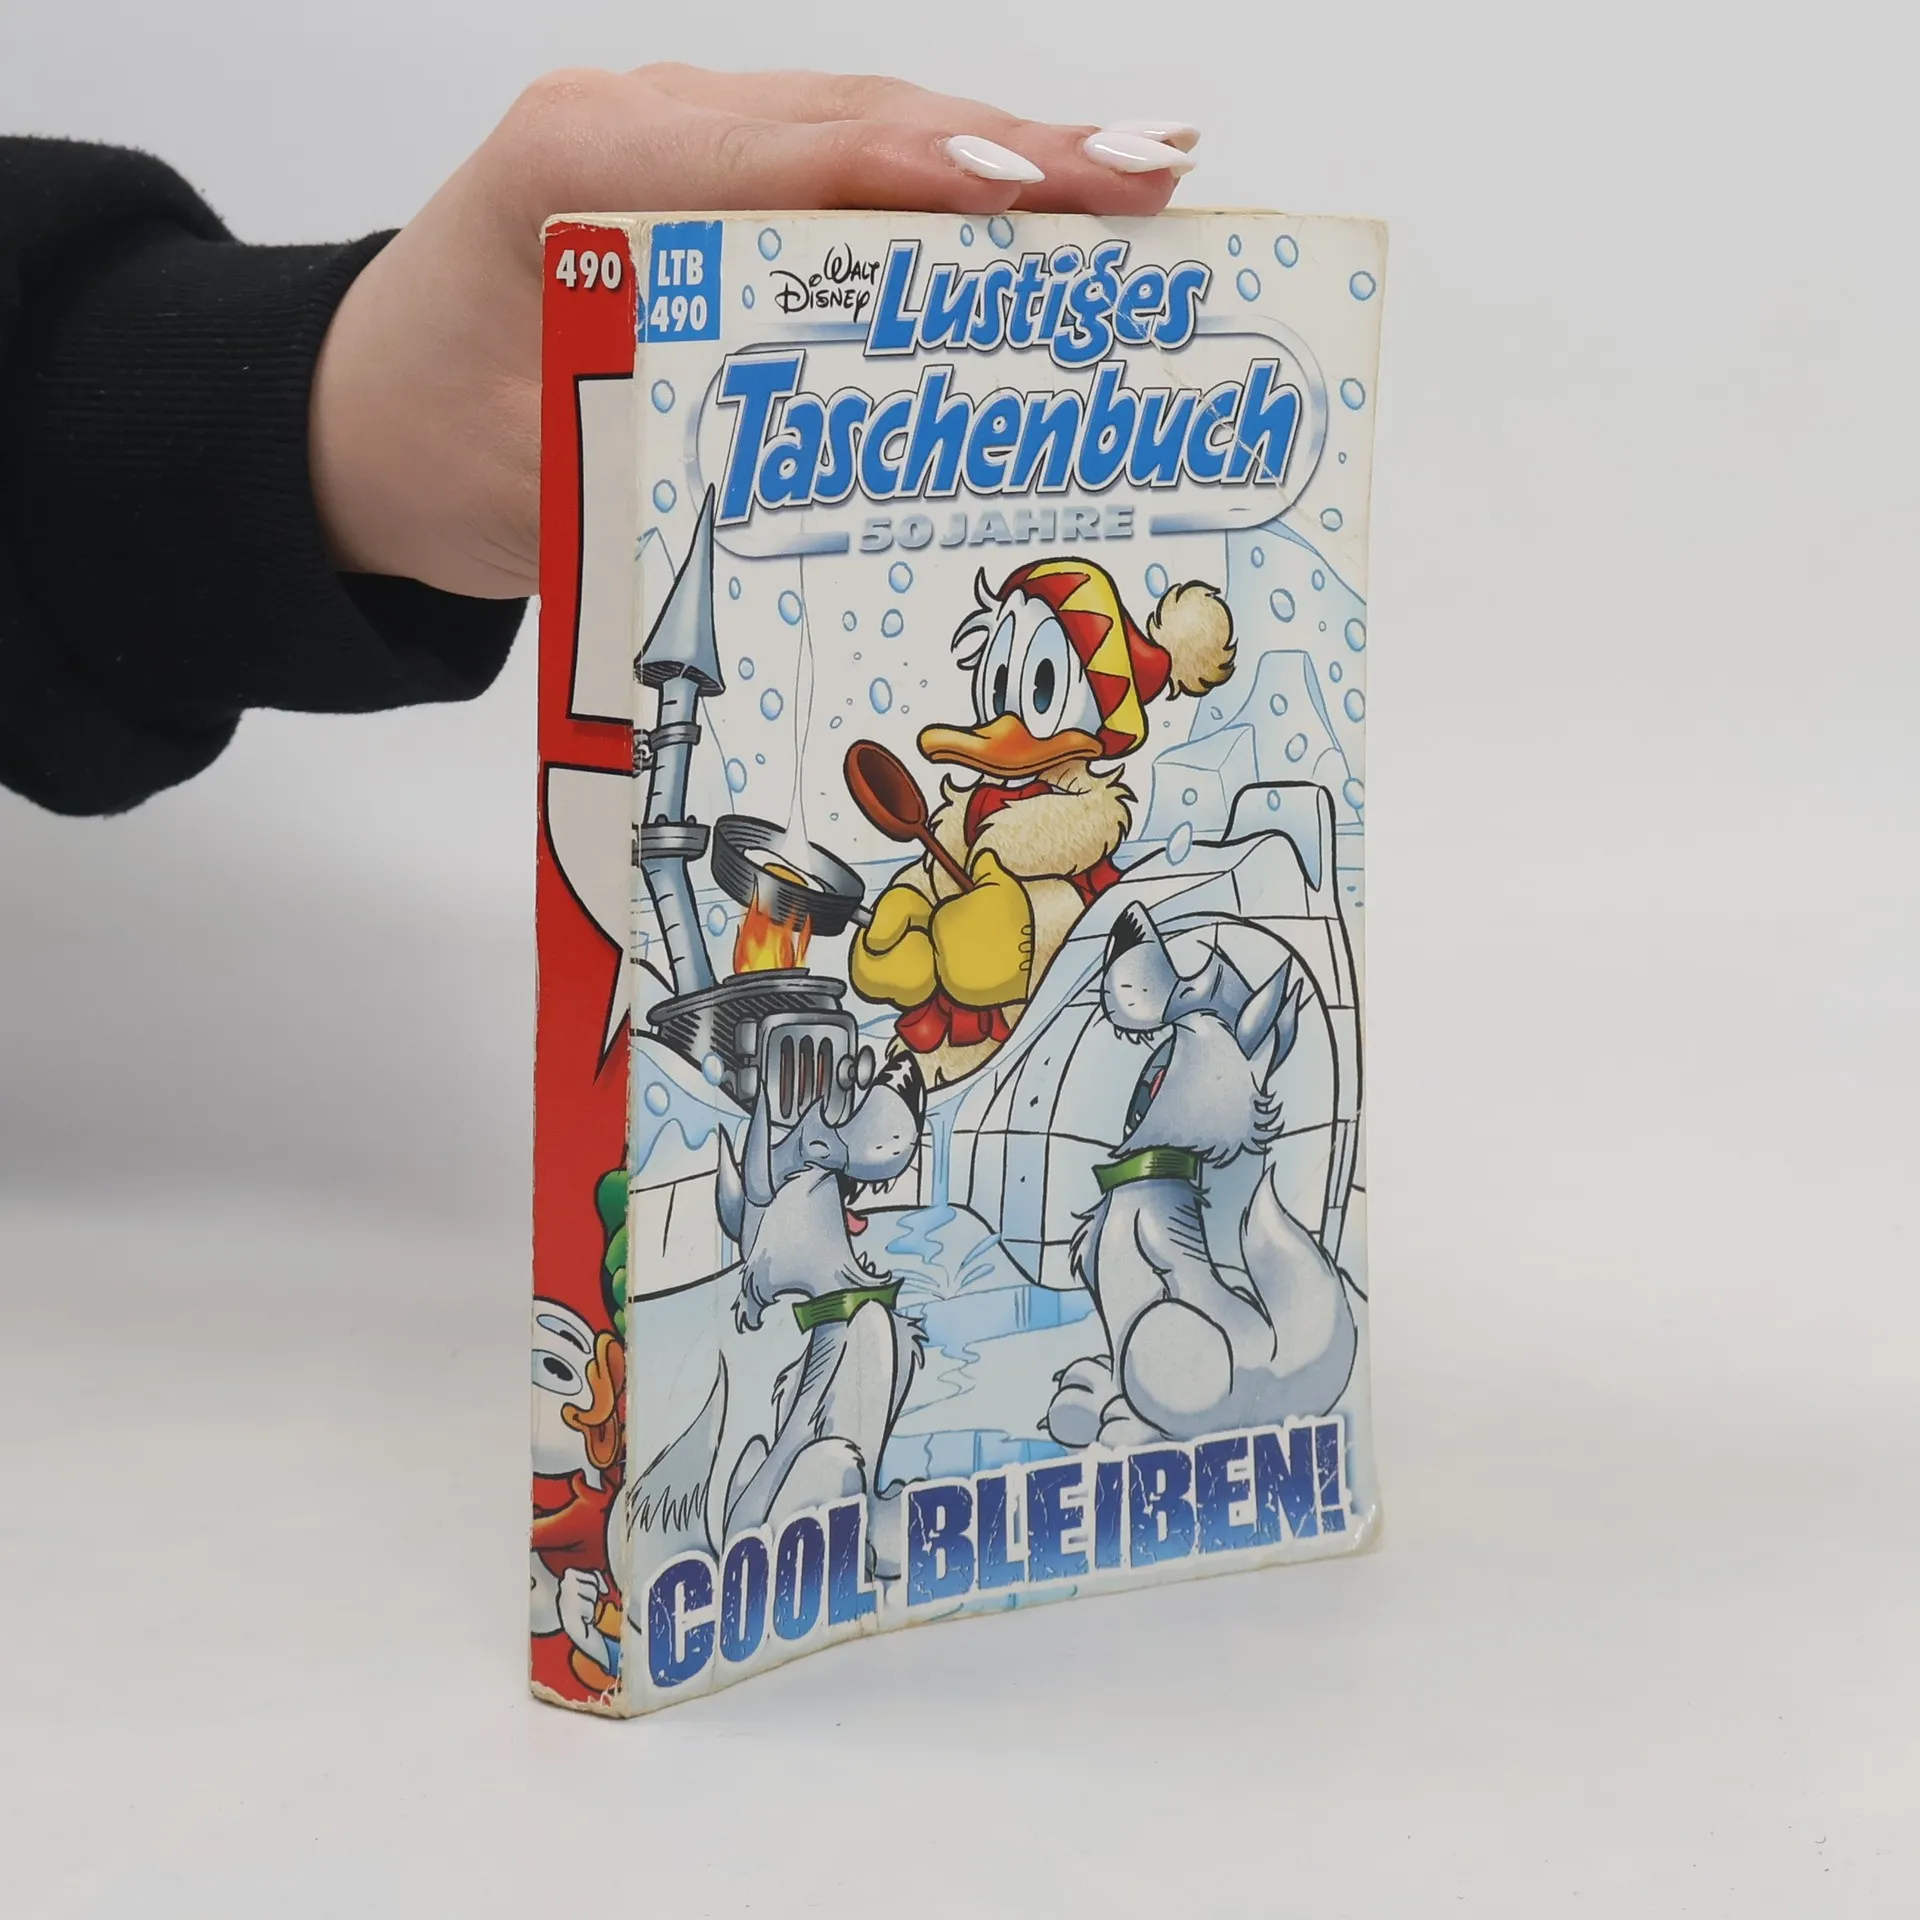 490
LTB
490
WALT
DISNEY
Lustiges
Taschenbuch
50 JAHRE
COOL BLEIBEN!